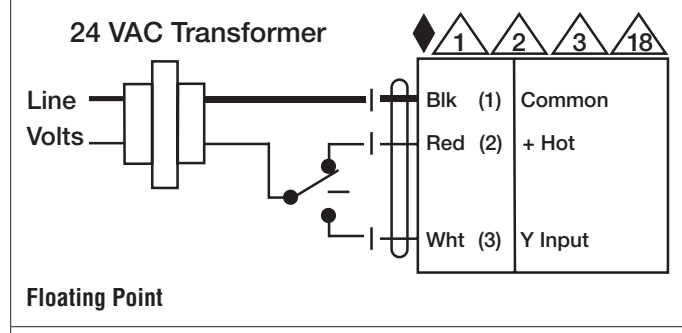 24 VAC Transformer
1 2 3 18
Line
Volts
Blk (1) Common
Red (2) + Hot
Wht (3) Y Input
Floating Point